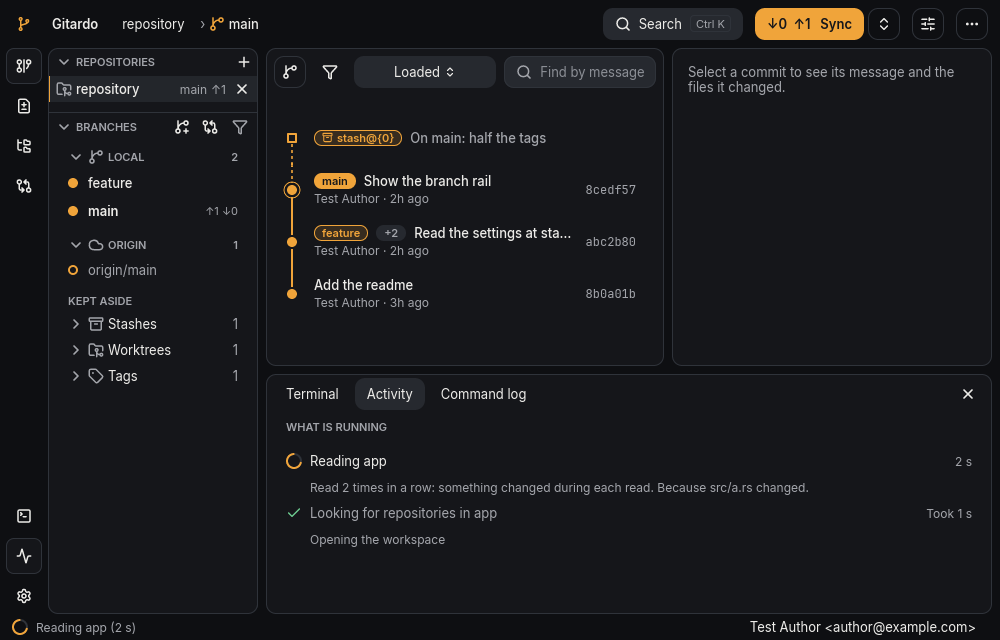 Gitardo repository › main Search Ctrl K ↓0 ↑1 Sync
REPOSITORIES
repository main ↑1
BRANCHES
LOCAL 2
feature
main ↑1 ↓0
ORIGIN 1
origin/main
KEPT ASIDE
Stashes 1
Worktrees 1
Tags 1
Loaded Find by message
stash@{0} On main: half the tags
main Show the branch rail
Test Author · 2h ago 8cedf57
feature +2 Read the settings at sta...
Test Author · 2h ago abc2b80
Add the readme
Test Author · 3h ago 8b0a01b
Select a commit to see its message and the
files it changed.
Terminal Activity Command log
WHAT IS RUNNING
Reading app 2 s
Read 2 times in a row: something changed during each read. Because src/a.rs changed.
Looking for repositories in app Took 1 s
Opening the workspace
Reading app (2 s) Test Author <author@example.com>